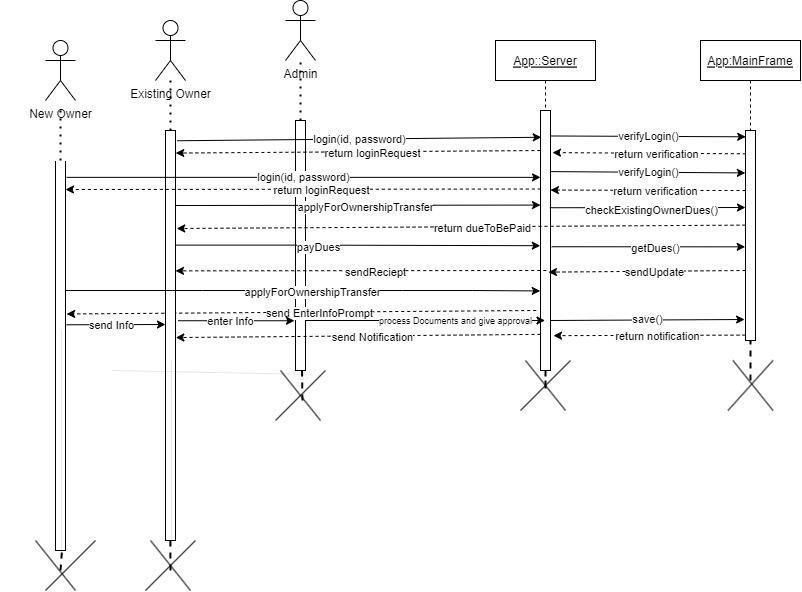 Admin
App::Server
App:MainFrame
Existing Owner
New Owner
login(id, password)
verifyLogin()
return loginRequest
return verification
login(id, password)
verifyLogin()
return loginRequest
return verification
applyForOwnershipTransfer
checkExistingOwnerDues()
return dueToBePaid
payDues
getDues()
sendReciept
sendUpdate
applyForOwnershipTransfer
send EnterInfoPrompt
send Info
enter Info
process Documents and give approval
save()
send Notification
return notification